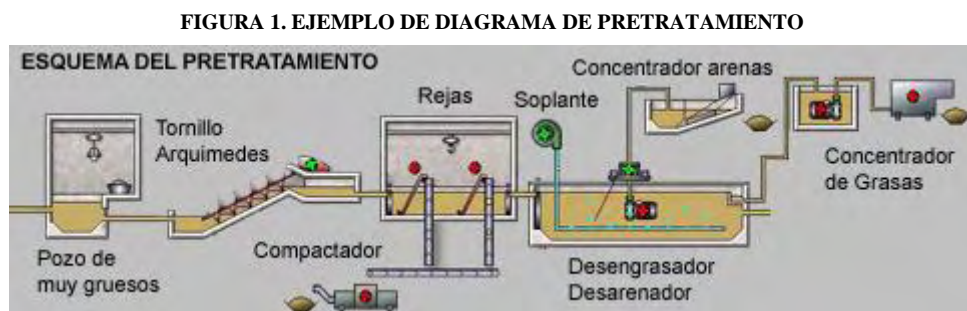 FIGURA 1. EJEMPLO DE DIAGRAMA DE PRETRATAMIENTO
ESQUEMA DEL PRETRATAMIENTO
Tornillo
Arquimedes
Rejas
Soplante
Concentrador arenas
Concentrador
de Grasas
Pozo de
muy gruesos
Compactador
Desengrasador
Desarenador